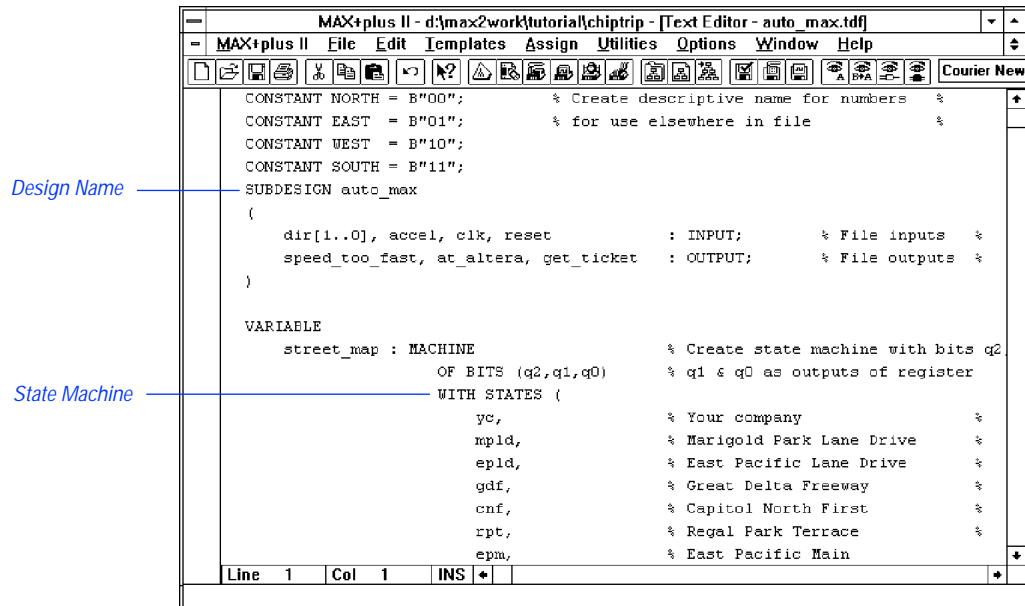 MAX+plus II - d:\max2work\tutorial\chiptrip - [Text Editor - auto_max.tdf]
MAX+plus II File Edit Templates Assign Utilities Options Window Help
Courier New
CONSTANT NORTH = B"00"; % Create descriptive name for numbers %
CONSTANT EAST = B"01"; % for use elsewhere in file %
CONSTANT WEST = B"10";
CONSTANT SOUTH = B"11";
Design Name SUBDESIGN auto_max
(
dir[1..0], accel, clk, reset : INPUT; % File inputs %
speed_too_fast, at_altera, get_ticket : OUTPUT; % File outputs %
)
VARIABLE
street_map : MACHINE % Create state machine with bits q2,
OF BITS (q2,q1,q0) % q1 & q0 as outputs of register
State Machine WITH STATES (
yc, % Your company %
mpld, % Marigold Park Lane Drive %
epld, % East Pacific Lane Drive %
gdf, % Great Delta Freeway %
cnf, % Capitol North First %
rpt, % Regal Park Terrace %
epm, % East Pacific Main
Line 1 Col 1 INS